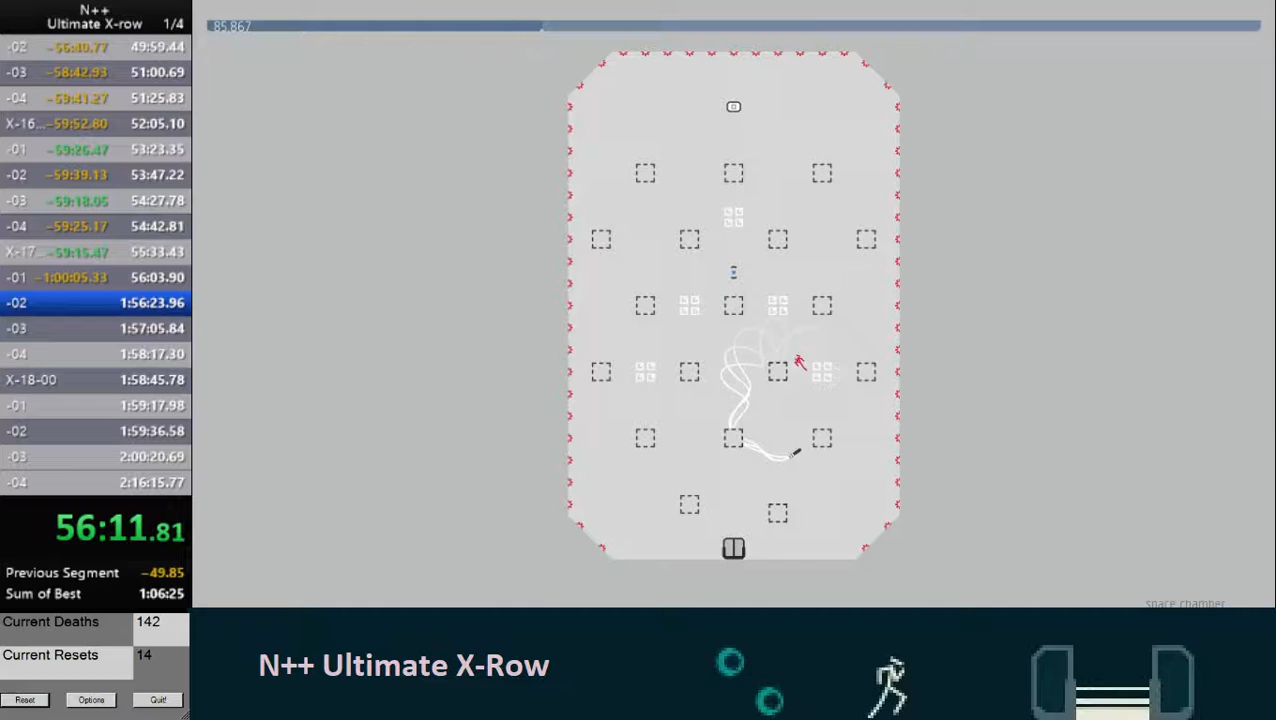 N++
Ultimate X-row 1/4
-02 -56:40.77 49:59.44
-03 -58:42.93 51:00.69
-04 -59:41.27 51:25.83
X-16... -59:52.80 52:05.10
-01 -59:26.47 53:23.35
-02 -59:39.13 53:47.22
-03 -59:18.05 54:27.78
-04 -59:25.17 54:42.81
X-17... -59:15.47 55:33.43
-01 -1:00:05.33 56:03.90
-02 1:56:23.96
-03 1:57:05.84
-04 1:58:17.30
X-18-00 1:58:45.78
-01 1:59:17.98
-02 1:59:36.58
-03 2:00:20.69
-04 2:16:15.77
56:11.81
Previous Segment -49.85
Sum of Best 1:06:25
Current Deaths 142
Current Resets 14
Reset Options Quit!
85.867
space chamber
N++ Ultimate X-Row